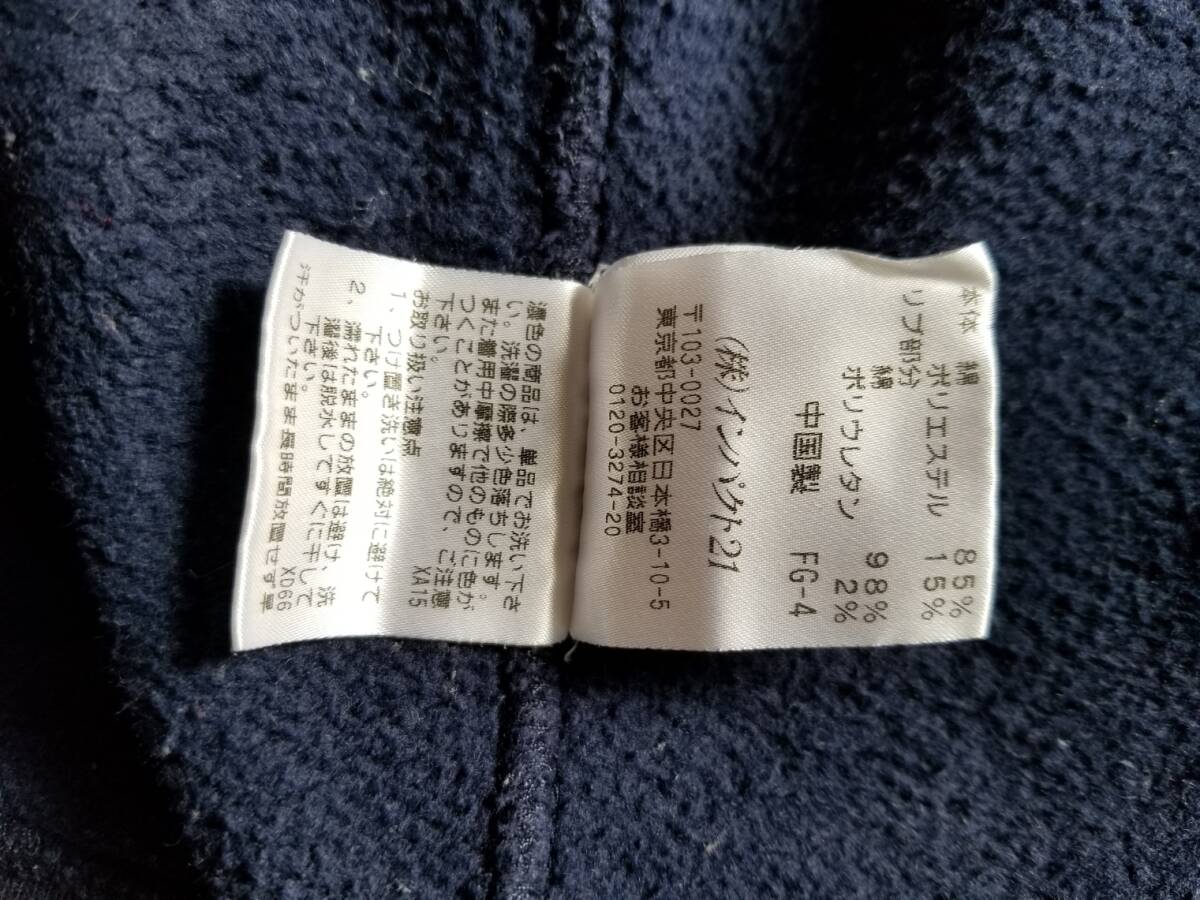 本体 綿 85%
ポリエステル 15%
リブ部分
綿 98%
ポリウレタン 2%
中国製 FG-4
(株)インパクト21
〒103-0027
東京都中央区日本橋3-10-5
お客様相談室
0120-3274-20
濃色の商品は、単品でお洗い下さ
い。洗濯の際多少色落ちします。
また着用中摩擦で他のものに色が
つくことがありますので、ご注意
下さい。 XA15
お取り扱い注意点
1、つけ置き洗いは絶対に避けて
下さい。
2、濡れたままの放置は避け、洗
濯後は脱水してすぐに干して
下さい。 XD66
汗がついたまま長時間放置せず早